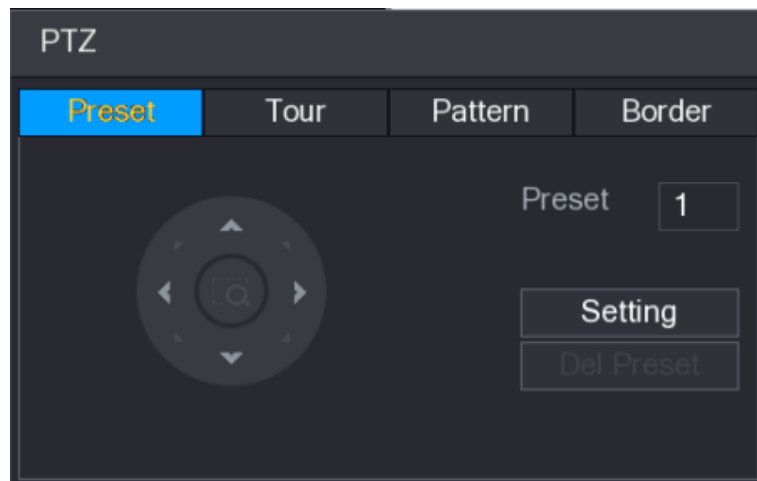 PTZ
Preset Tour Pattern Border
Preset 1
Setting
Del Preset